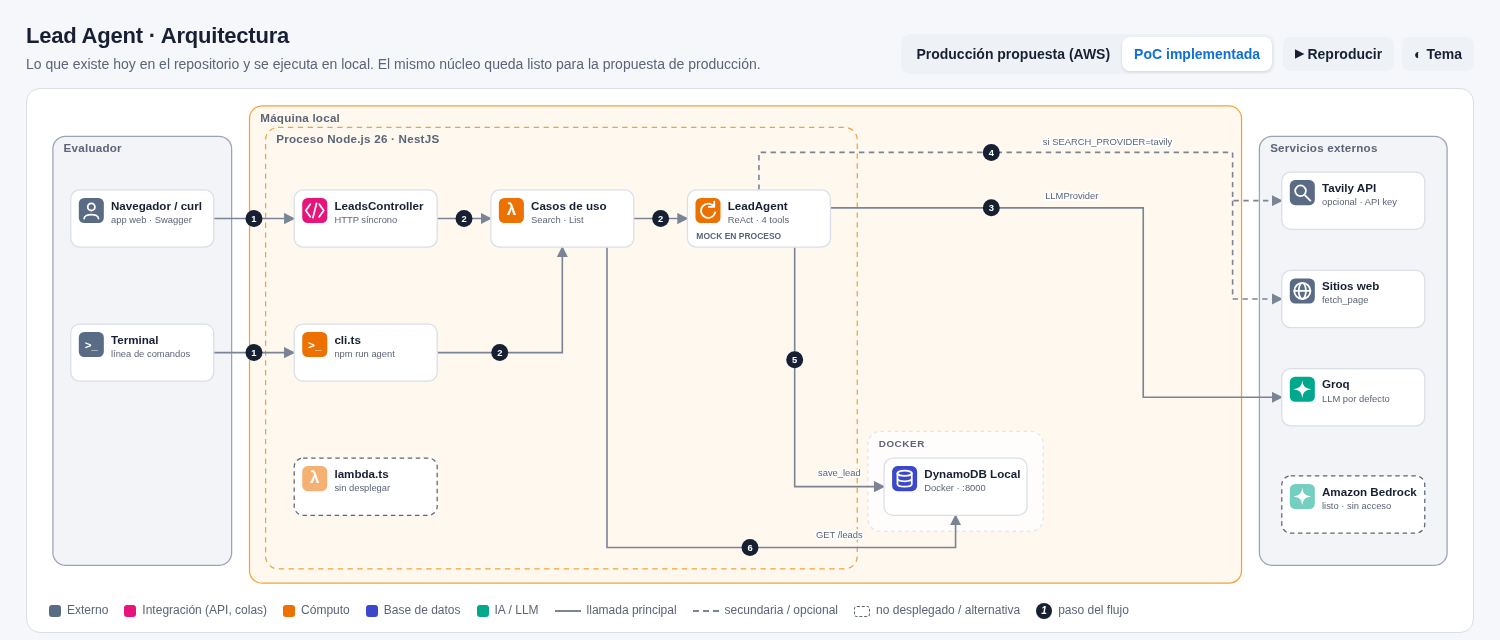 Lead Agent · Arquitectura
Lo que existe hoy en el repositorio y se ejecuta en local. El mismo núcleo queda listo para la propuesta de producción.
Producción propuesta (AWS)
PoC implementada
Reproducir
Tema
Evaluador
Navegador / curl
app web · Swagger
>_
Terminal
línea de comandos
Máquina local
Proceso Node.js 26 · NestJS
1
LeadsController
HTTP síncrono
2
λ
Casos de uso
Search · List
2
LeadAgent
ReAct · 4 tools
MOCK EN PROCESO
1
>_
cli.ts
npm run agent
2
λ
lambda.ts
sin desplegar
4
si SEARCH_PROVIDER=tavily
3
LLMProvider
5
save_lead
DOCKER
DynamoDB Local
Docker · :8000
6
GET /leads
Servicios externos
Tavily API
opcional · API key
Sitios web
fetch_page
Groq
LLM por defecto
Amazon Bedrock
listo · sin acceso
Externo
Integración (API, colas)
Cómputo
Base de datos
IA / LLM
llamada principal
secundaria / opcional
no desplegado / alternativa
1
paso del flujo